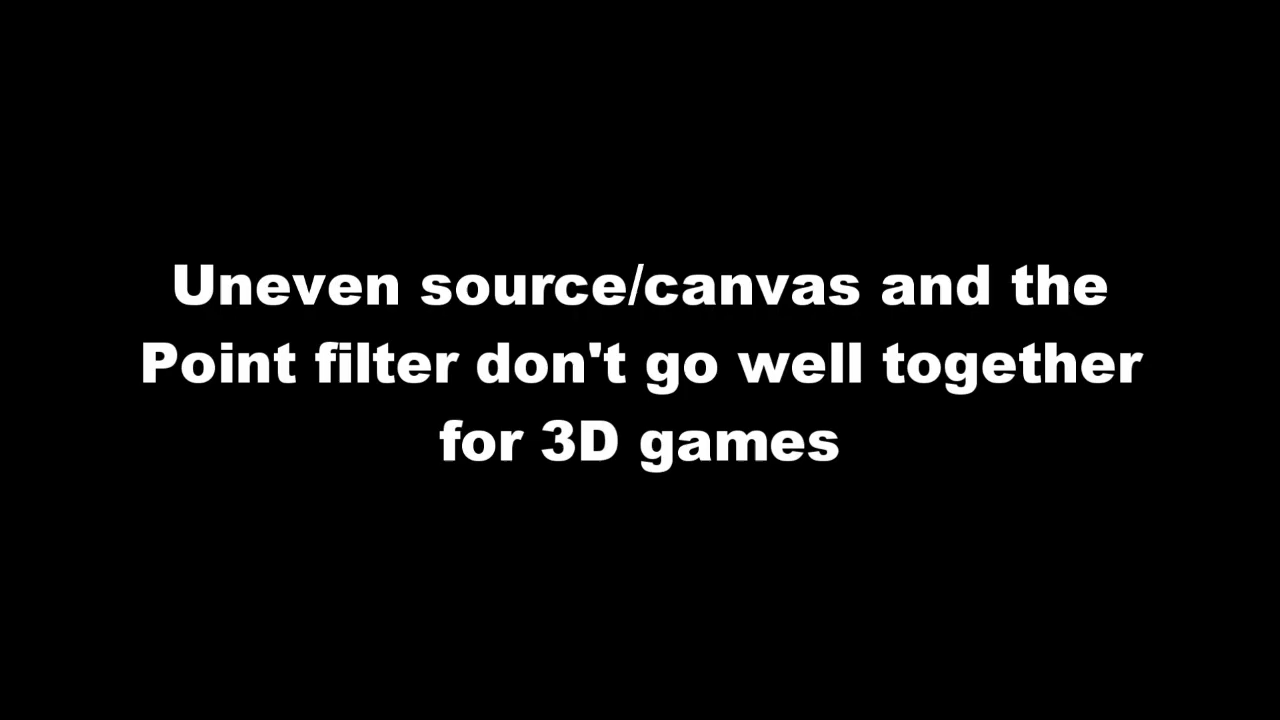 Uneven source/canvas and the
Point filter don't go well together
for 3D games